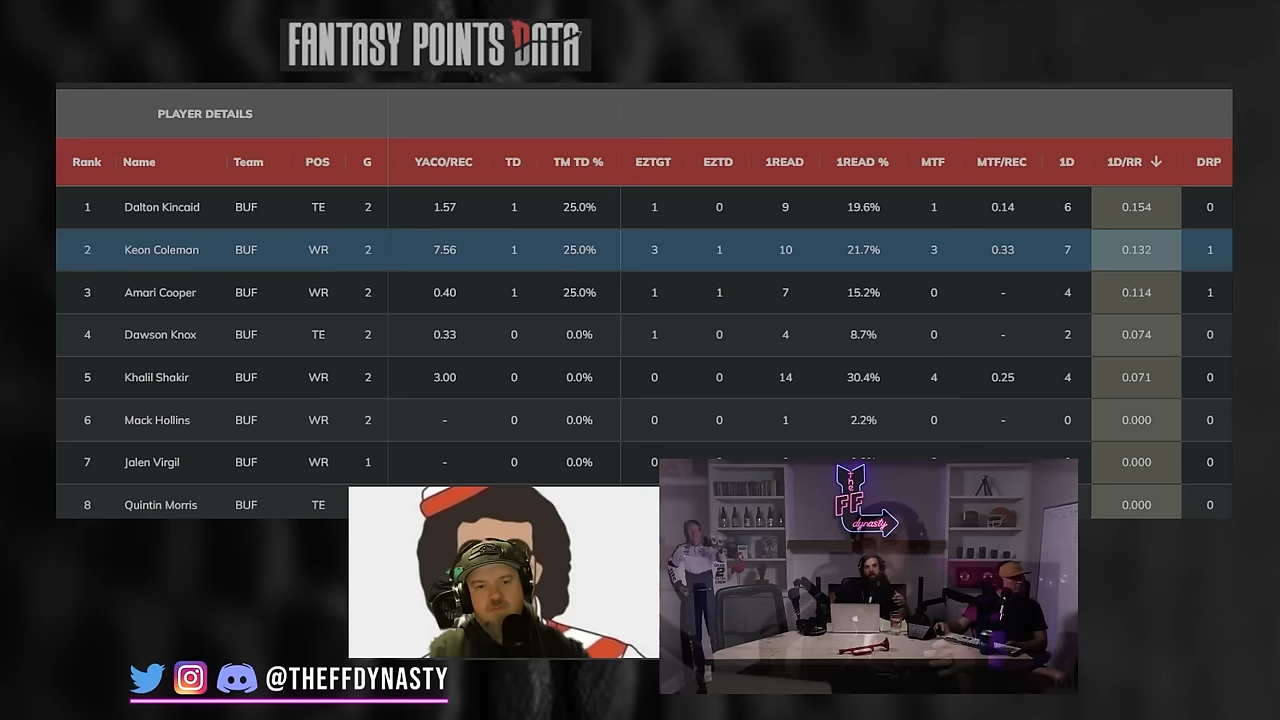 FANTASY POINTS DATA
PLAYER DETAILS
Rank Name Team POS G YACO/REC TD TM TD % EZTGT EZTD 1READ 1READ % MTF MTF/REC 1D 1D/RR ↓ DRP
1 Dalton Kincaid BUF TE 2 1.57 1 25.0% 1 0 9 19.6% 1 0.14 6 0.154 0
2 Keon Coleman BUF WR 2 7.56 1 25.0% 3 1 10 21.7% 3 0.33 7 0.132 1
3 Amari Cooper BUF WR 2 0.40 1 25.0% 1 1 7 15.2% 0 - 4 0.114 1
4 Dawson Knox BUF TE 2 0.33 0 0.0% 1 0 4 8.7% 0 - 2 0.074 0
5 Khalil Shakir BUF WR 2 3.00 0 0.0% 0 0 14 30.4% 4 0.25 4 0.071 0
6 Mack Hollins BUF WR 2 - 0 0.0% 0 0 1 2.2% 0 - 0 0.000 0
7 Jalen Virgil BUF WR 1 - 0 0.0% 0 0.000 0
8 Quintin Morris BUF TE 0.000 0
The
FF
dynasty
@THEFFDYNASTY